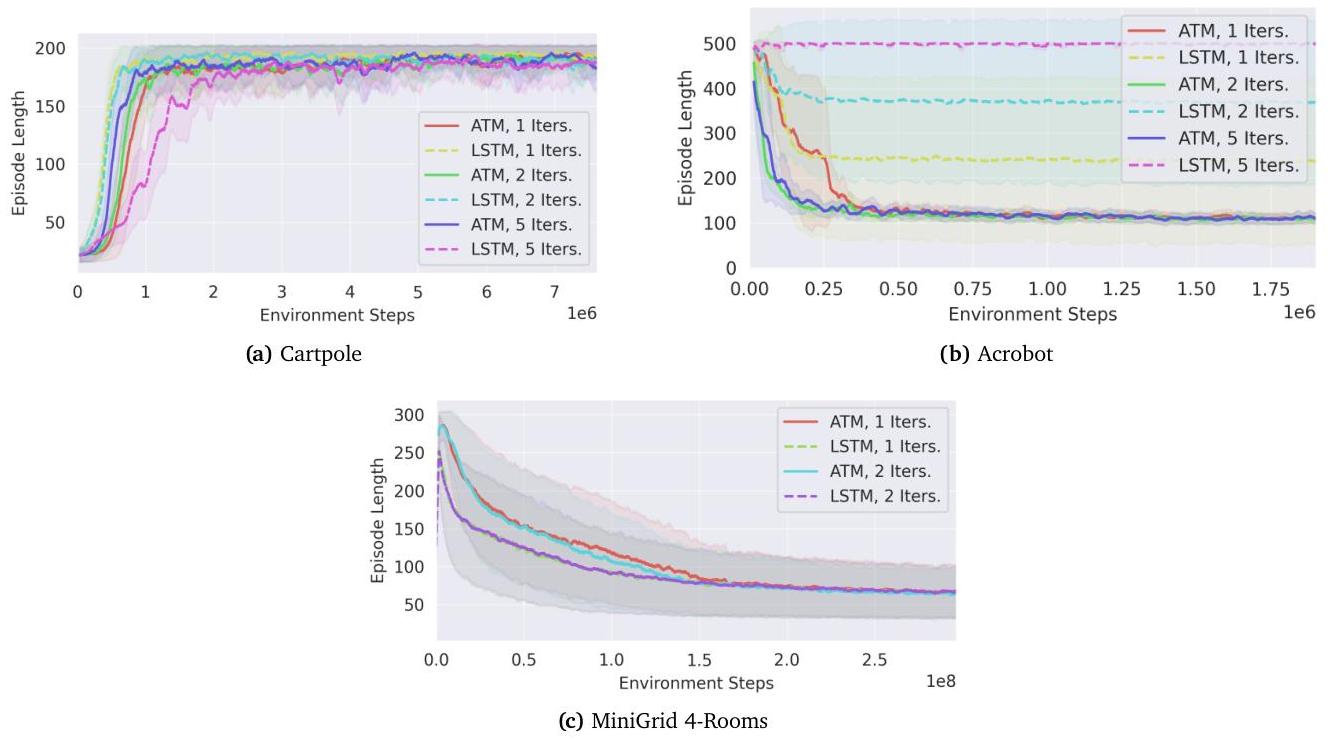 200
150
100
50
Episode Length
0 1 2 3 4 5 6 7
1e6
Environment Steps
ATM, 1 Iters.
LSTM, 1 Iters.
ATM, 2 Iters.
LSTM, 2 Iters.
ATM, 5 Iters.
LSTM, 5 Iters.
(a) Cartpole
500
400
300
200
100
0
Episode Length
0.00 0.25 0.50 0.75 1.00 1.25 1.50 1.75
1e6
Environment Steps
ATM, 1 Iters.
LSTM, 1 Iters.
ATM, 2 Iters.
LSTM, 2 Iters.
ATM, 5 Iters.
LSTM, 5 Iters.
(b) Acrobot
300
250
200
150
100
50
Episode Length
0.0 0.5 1.0 1.5 2.0 2.5
1e8
Environment Steps
ATM, 1 Iters.
LSTM, 1 Iters.
ATM, 2 Iters.
LSTM, 2 Iters.
(c) MiniGrid 4-Rooms